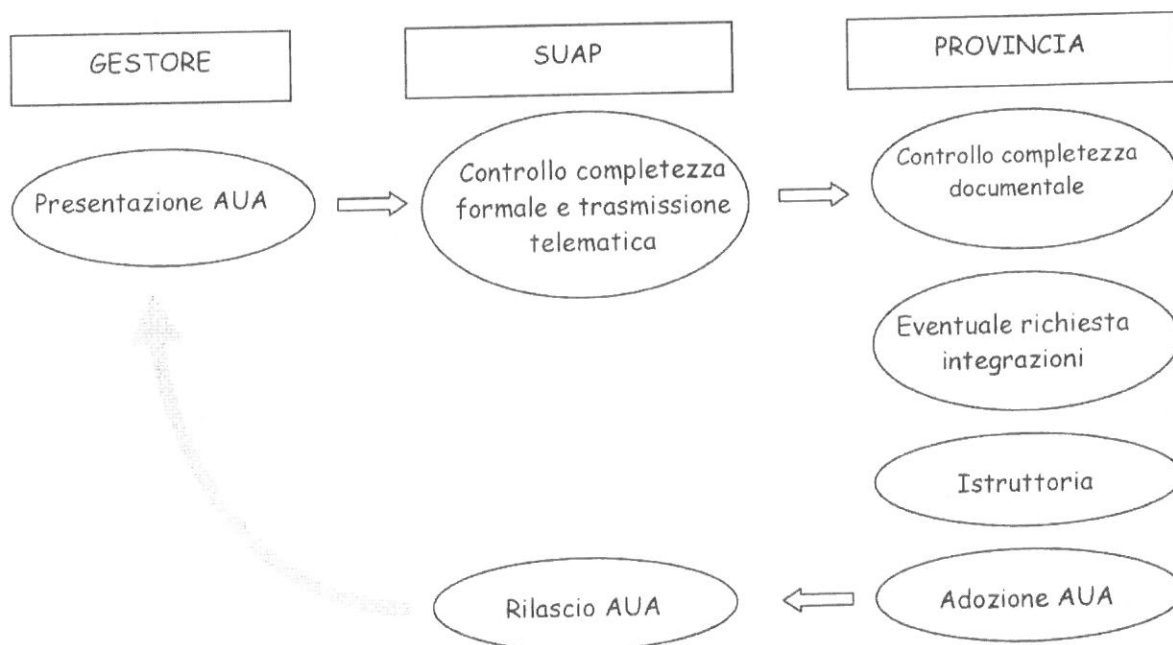 GESTORE
SUAP
PROVINCIA
Presentazione AUA
Controllo completezza
formale e trasmissione
telematica
Controllo completezza
documentale
Eventuale richiesta
integrazioni
Istruttoria
Adozione AUA
Rilascio AUA